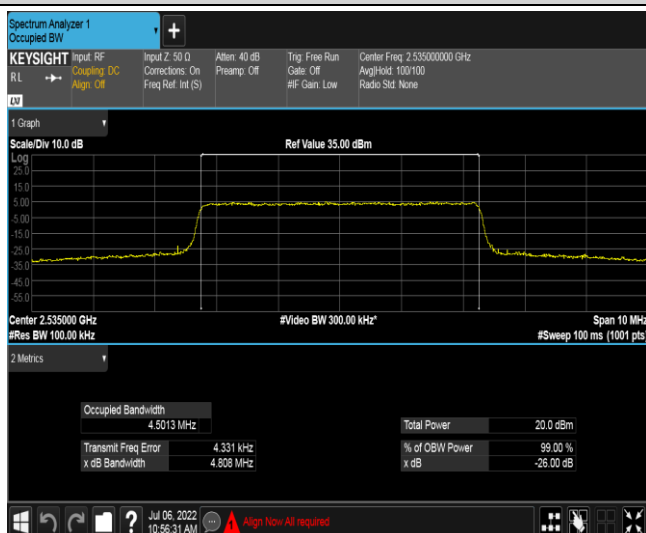 Spectrum Analyzer 1
Occupied BW
+
KEYSIGHT
RL
LXI
Input: RF
Coupling: DC
Align: Off
Input Z: 50 Ω
Corrections: On
Freq Ref: Int (S)
Atten: 40 dB
Preamp: Off
Trig: Free Run
Gate: Off
#IF Gain: Low
Center Freq: 2.535000000 GHz
Avg|Hold: 100/100
Radio Std: None
1 Graph
Scale/Div 10.0 dB
Ref Value 35.00 dBm
Log
25.0
15.0
5.00
-5.00
-15.0
-25.0
-35.0
-45.0
-55.0
Center 2.535000 GHz
#Video BW 300.00 kHz*
Span 10 MHz
#Res BW 100.00 kHz
#Sweep 100 ms (1001 pts)
2 Metrics
Occupied Bandwidth
4.5013 MHz
Total Power 20.0 dBm
Transmit Freq Error 4.331 kHz
% of OBW Power 99.00 %
x dB Bandwidth 4.808 MHz
x dB -26.00 dB
?
Jul 06, 2022
10:56:31 AM
Align Now All required